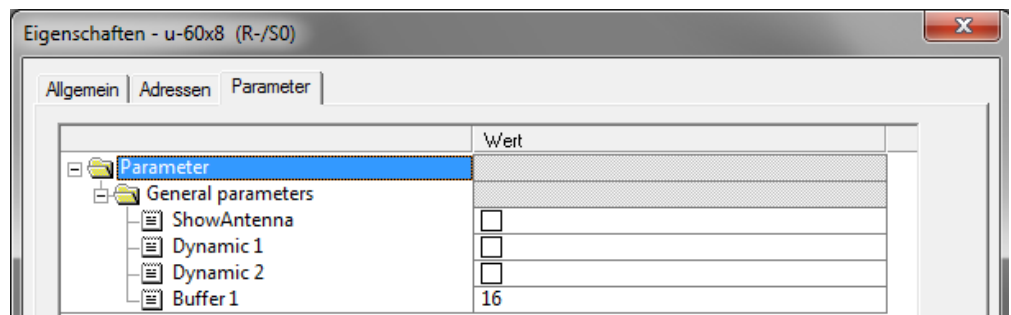 Eigenschaften - u-60x8 (R-/S0)
Allgemein Adressen Parameter
Wert
Parameter
General parameters
ShowAntenna
Dynamic 1
Dynamic 2
Buffer 1 16